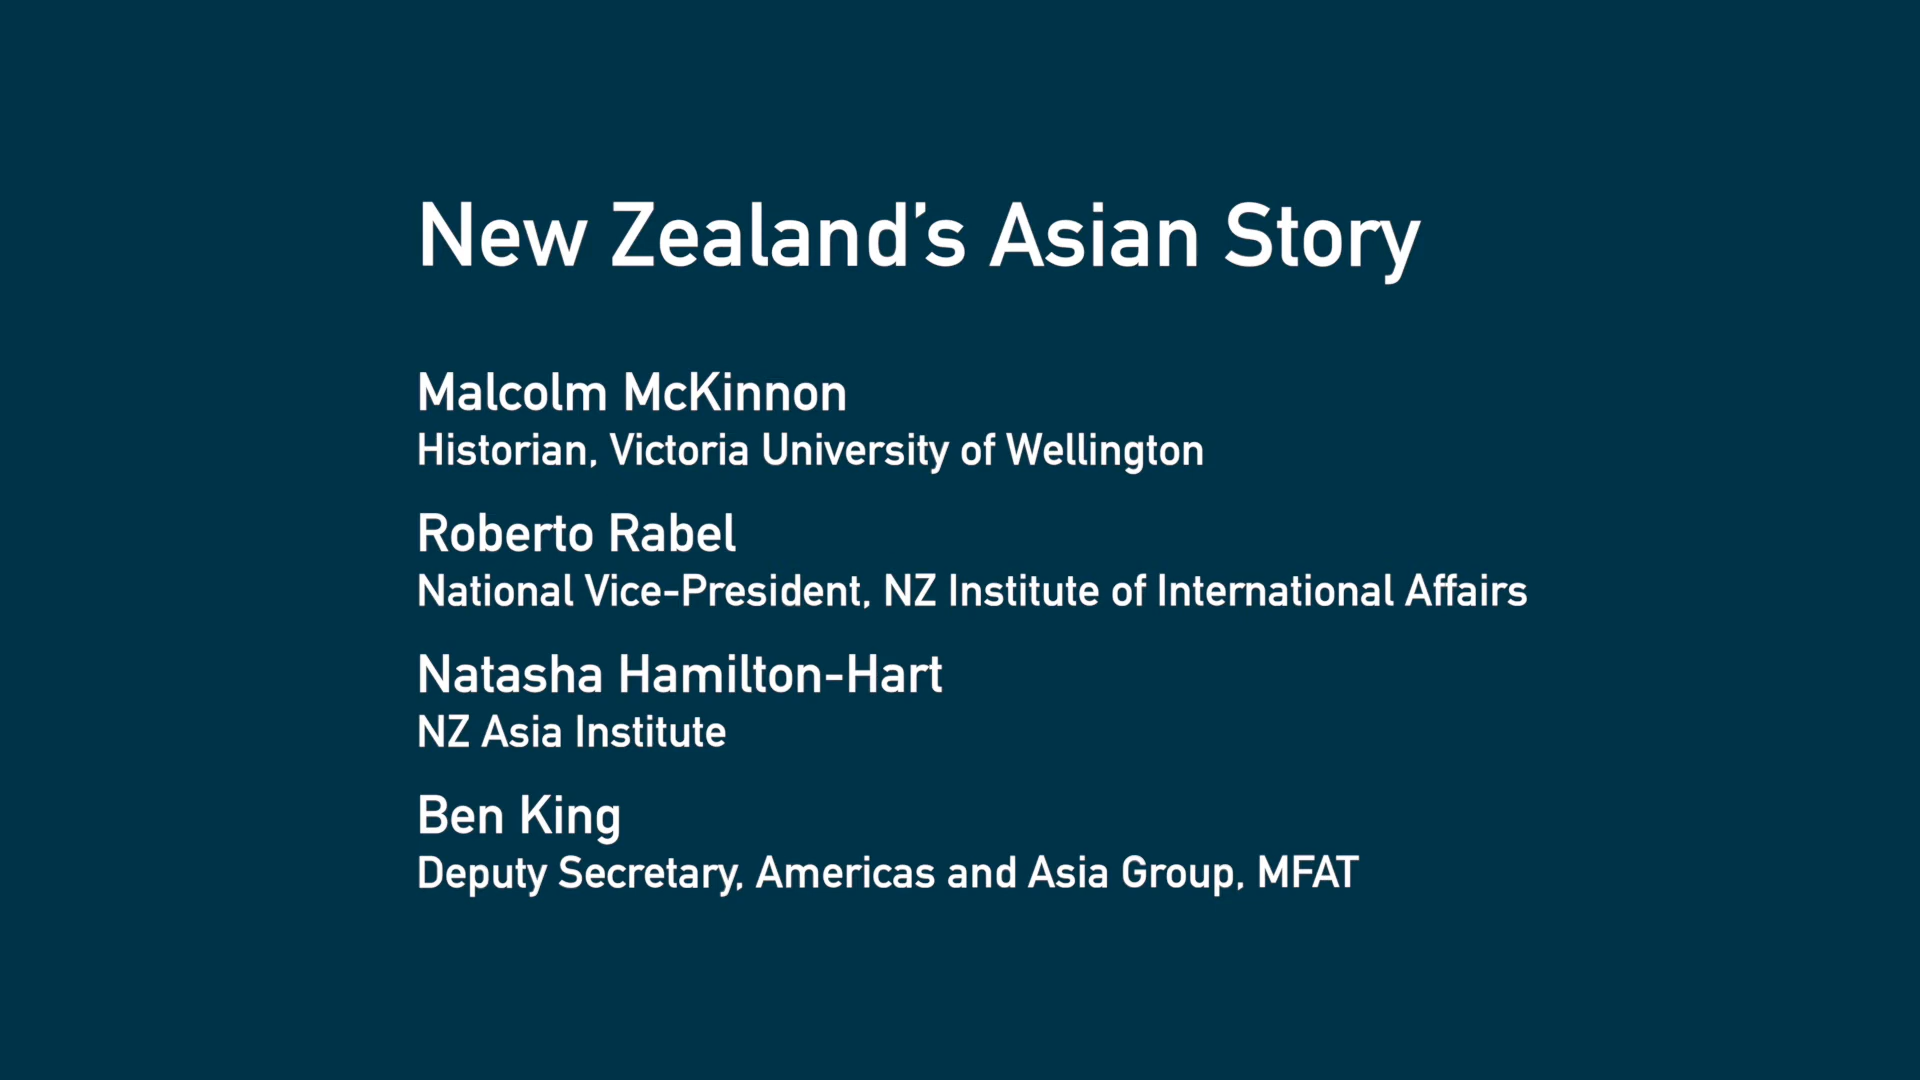 New Zealand’s Asian Story
Malcolm McKinnon
Historian, Victoria University of Wellington
Roberto Rabel
National Vice-President, NZ Institute of International Affairs
Natasha Hamilton-Hart
NZ Asia Institute
Ben King
Deputy Secretary, Americas and Asia Group, MFAT